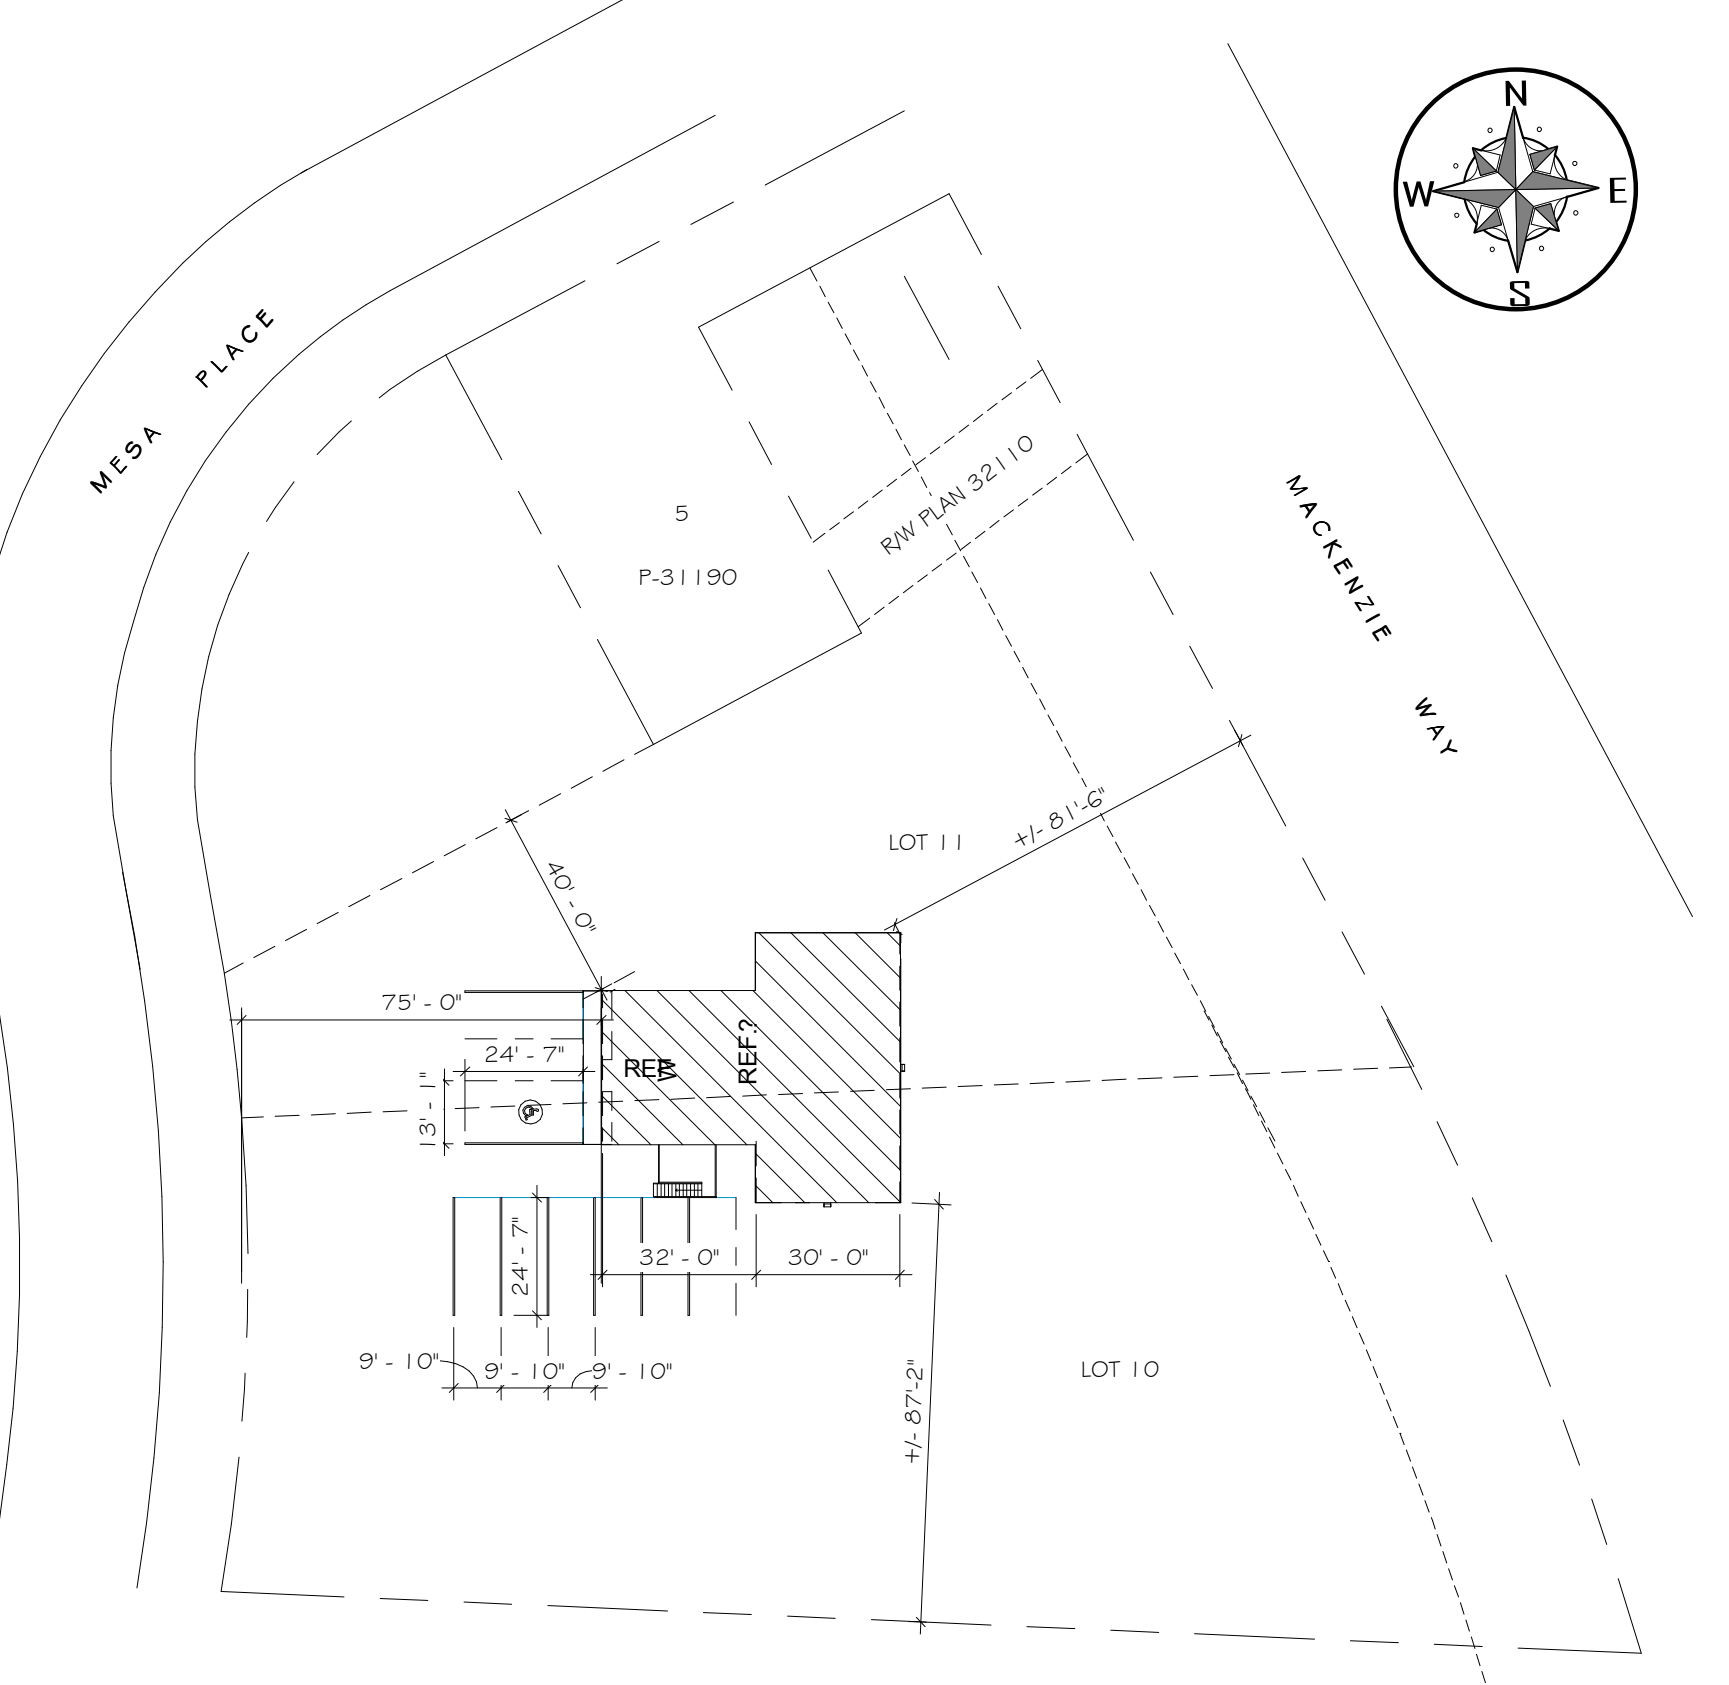 N
W
E
S
MESA PLACE
MACKENZIE WAY
5
P-31190
R/W PLAN 32110
LOT 11
+/- 81'-6"
40' - 0"
75' - 0"
24' - 7"
13' - 1"
REF
W
REF.?
24' - 7"
32' - 0"
30' - 0"
9' - 10"
9' - 10"
9' - 10"
+/- 87'-2"
LOT 10